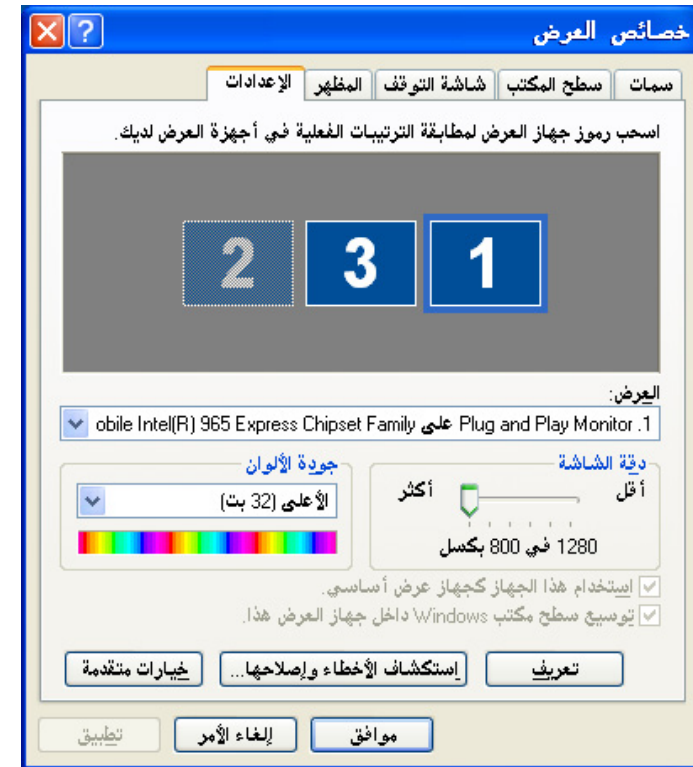 خصائص العرض
سمات
سطح المكتب
شاشة التوقف
المظهر
الإعدادات
اسحب رموز جهاز العرض لمطابقة الترتيبات الفعلية في أجهزة العرض لديك.
1
3
2
العرض:
1. Plug and Play Monitor على obile Intel(R) 965 Express Chipset Family
دقة الشاشة
أقل
أكثر
1280 في 800 بكسل
جودة الألوان
الأعلى (32 بت)
إستخدام هذا الجهاز كجهاز عرض أساسي.
توسيع سطح مكتب Windows داخل جهاز العرض هذا.
تعريف
إستكشاف الأخطاء وإصلاحها...
خيارات متقدمة
موافق
إلغاء الأمر
تطبيق